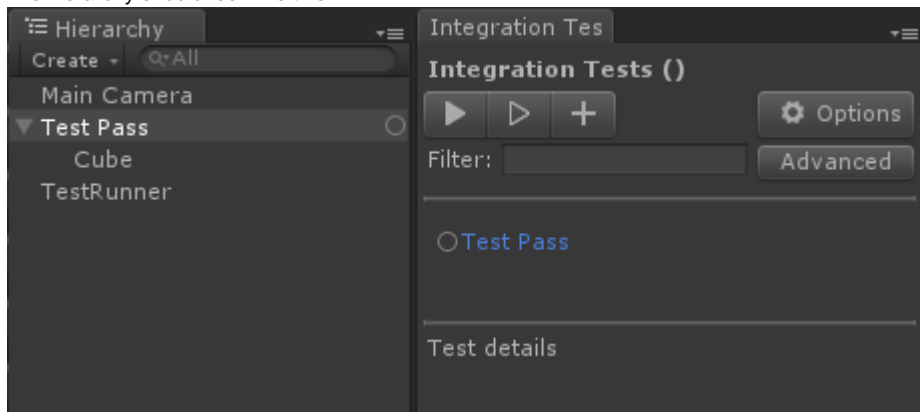 Hierarchy
Create
All
Main Camera
Test Pass
Cube
TestRunner
Integration Tes
Integration Tests ()
Options
Filter:
Advanced
Test Pass
Test details